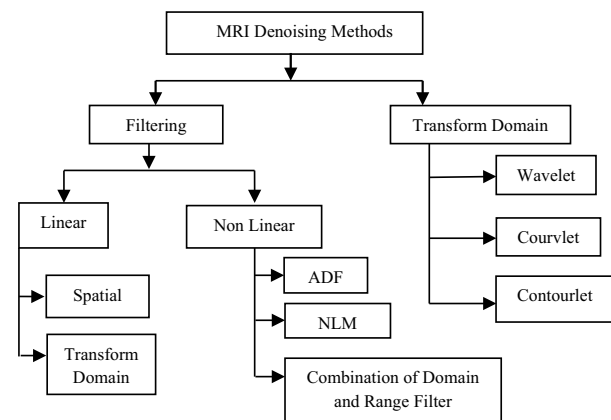 MRI Denoising Methods
Filtering
Transform Domain
Linear
Non Linear
Wavelet
Courvlet
Contourlet
Spatial
Transform
Domain
ADF
NLM
Combination of Domain
and Range Filter